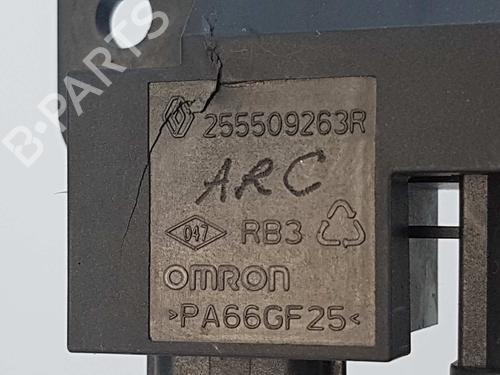 B-PARTS
255509263R
ARC
047 RB3
omron
>PA66GF25<